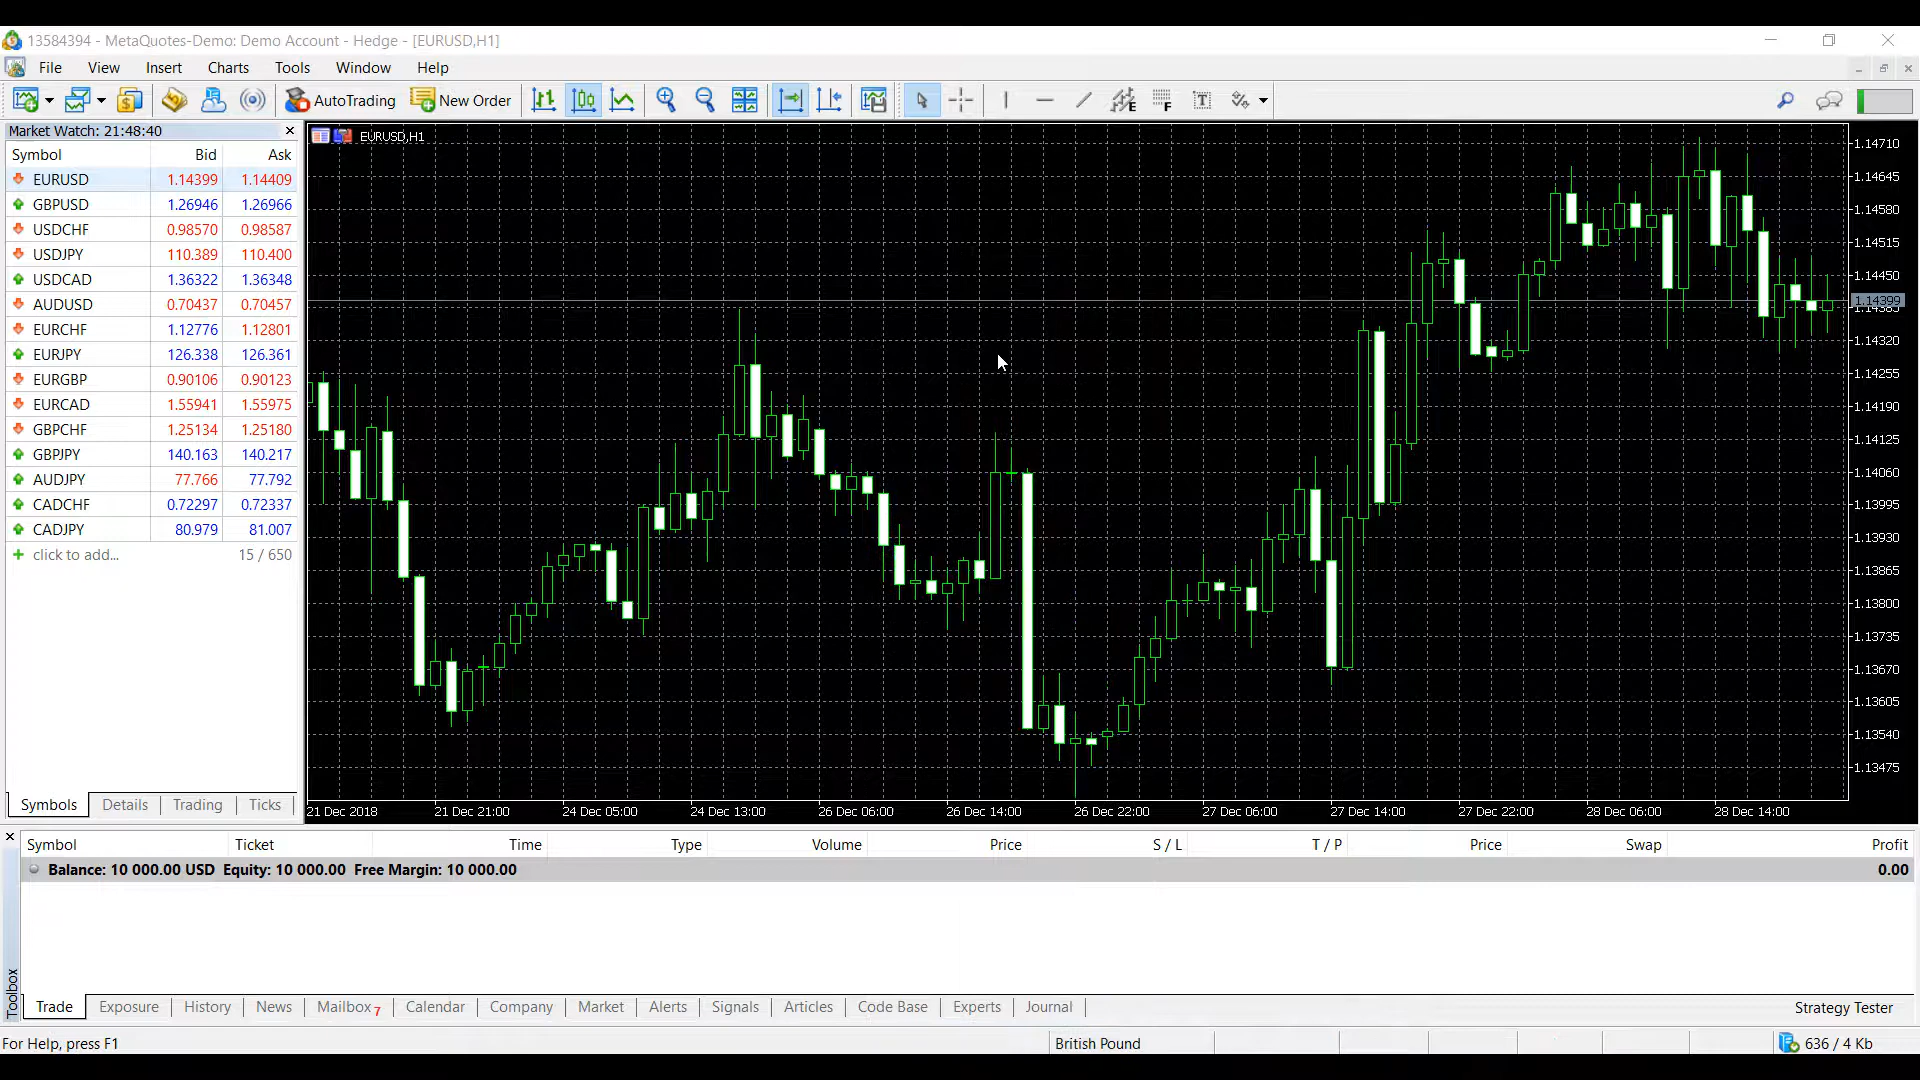 13584394 - MetaQuotes-Demo: Demo Account - Hedge - [EURUSD,H1]
File View Insert Charts Tools Window Help
AutoTrading New Order
Market Watch: 21:48:40
Symbol Bid Ask
EURUSD 1.14399 1.14409
GBPUSD 1.26946 1.26966
USDCHF 0.98570 0.98587
USDJPY 110.389 110.400
USDCAD 1.36322 1.36348
AUDUSD 0.70437 0.70457
EURCHF 1.12776 1.12801
EURJPY 126.338 126.361
EURGBP 0.90106 0.90123
EURCAD 1.55941 1.55975
GBPCHF 1.25134 1.25180
GBPJPY 140.163 140.217
AUDJPY 77.766 77.792
CADCHF 0.72297 0.72337
CADJPY 80.979 81.007
click to add... 15 / 650
Symbols Details Trading Ticks
EURUSD,H1
1.14710
1.14645
1.14580
1.14515
1.14450
1.14399
1.14385
1.14320
1.14255
1.14190
1.14125
1.14060
1.13995
1.13930
1.13865
1.13800
1.13735
1.13670
1.13605
1.13540
1.13475
21 Dec 2018 21 Dec 21:00 24 Dec 05:00 24 Dec 13:00 26 Dec 06:00 26 Dec 14:00 26 Dec 22:00 27 Dec 06:00 27 Dec 14:00 27 Dec 22:00 28 Dec 06:00 28 Dec 14:00
Symbol Ticket Time Type Volume Price S / L T / P Price Swap Profit
Balance: 10 000.00 USD Equity: 10 000.00 Free Margin: 10 000.00 0.00
Toolbox
Trade Exposure History News Mailbox 7 Calendar Company Market Alerts Signals Articles Code Base Experts Journal Strategy Tester
For Help, press F1 British Pound 636 / 4 Kb